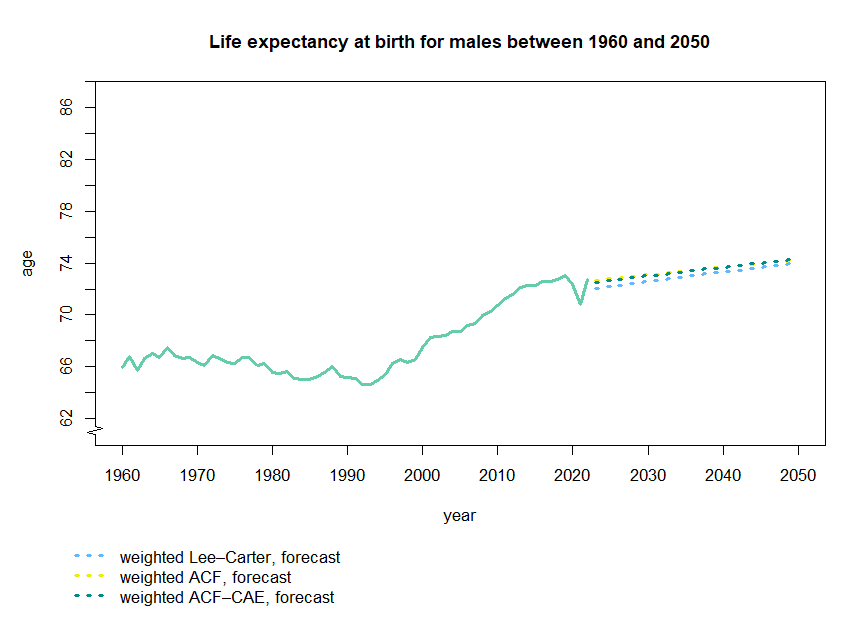 Life expectancy at birth for males between 1960 and 2050
age
86
82
78
74
70
66
62
1960 1970 1980 1990 2000 2010 2020 2030 2040 2050
year
weighted Lee–Carter, forecast
weighted ACF, forecast
weighted ACF–CAE, forecast